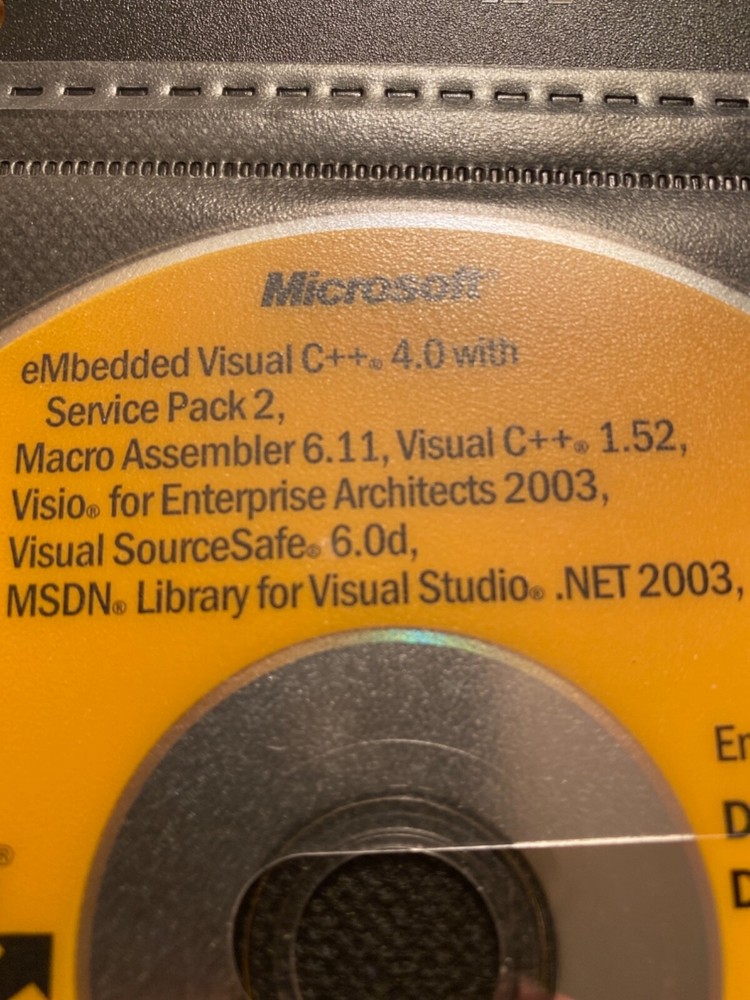 Microsoft®
eMbedded Visual C++® 4.0 with
Service Pack 2,
Macro Assembler 6.11, Visual C++® 1.52,
Visio® for Enterprise Architects 2003,
Visual SourceSafe® 6.0d,
MSDN® Library for Visual Studio® .NET 2003,